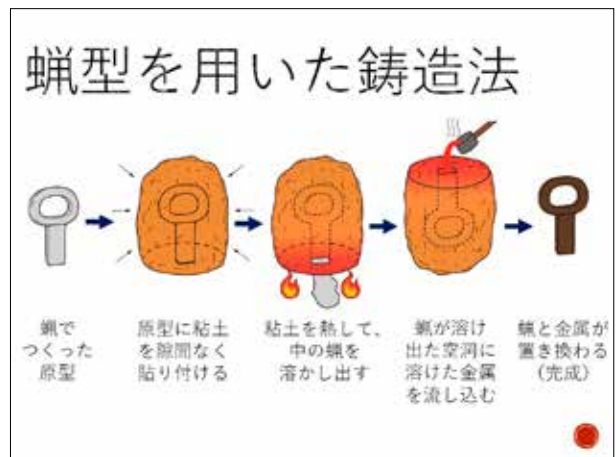 蝋型を用いた鋳造法
蝋で
つくった
原型
原型に粘土
を隙間なく
貼り付ける
粘土を熱して、
中の蝋を
溶かし出す
蝋が溶け
出た空洞に
溶けた金属
を流し込む
蝋と金属が
置き換わる
(完成)